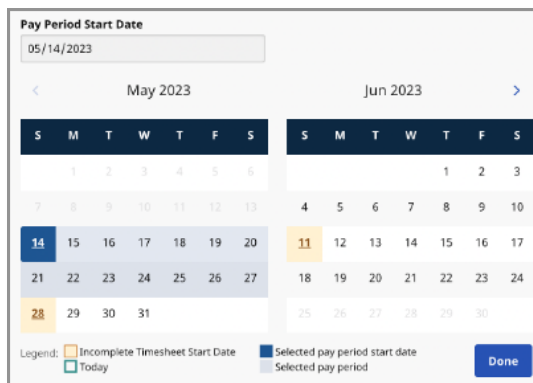 Pay Period Start Date
05/14/2023
< May 2023
S M T W T F S
1 2 3 4 5 6
7 8 9 10 11 12 13
14 15 16 17 18 19 20
21 22 23 24 25 26 27
28 29 30 31
Jun 2023 >
S M T W T F S
1 2 3
4 5 6 7 8 9 10
11 12 13 14 15 16 17
18 19 20 21 22 23 24
25 26 27 28 29 30
Legend: Incomplete Timesheet Start Date
Today
Selected pay period start date
Selected pay period
Done